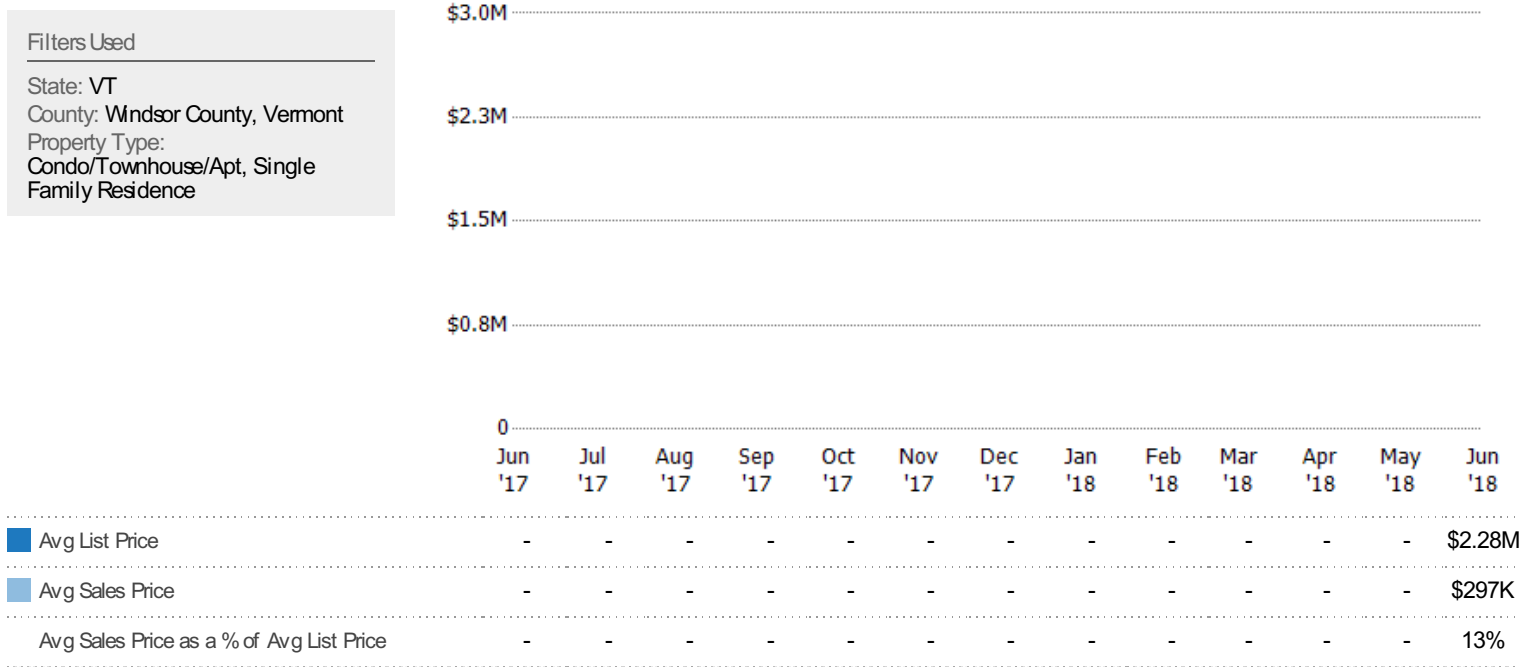 Filters Used
State: VT
County: Windsor County, Vermont
Property Type:
Condo/Townhouse/Apt, Single
Family Residence
$3.0M
$2.3M
$1.5M
$0.8M
0
Jun Jul Aug Sep Oct Nov Dec Jan Feb Mar Apr May Jun
'17 '17 '17 '17 '17 '17 '17 '18 '18 '18 '18 '18 '18
Avg List Price - - - - - - - - - - - - $2.28M
Avg Sales Price - - - - - - - - - - - - $297K
Avg Sales Price as a % of Avg List Price - - - - - - - - - - - - 13%